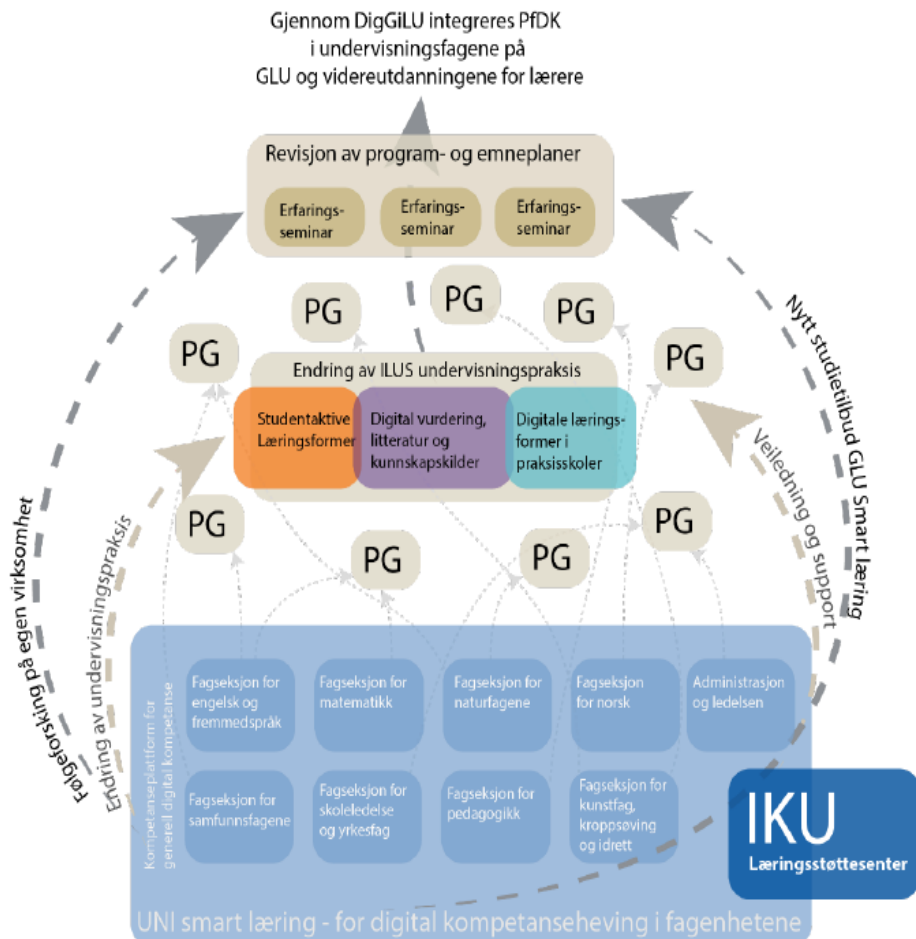 Gjennom DigGiLU integreres PfDK
i undervisningsfagene på
GLU og videreutdanningene for lærere
Revisjon av program- og emneplaner
Erfarings-
seminar
Erfarings-
seminar
Erfarings-
seminar
PG
PG
PG
PG
PG
PG
Endring av ILUS undervisningspraksis
Studentaktive
Læringsformer
Digital vurdering,
litteratur og
kunnskapskilder
Digitale lærings-
former i
praksisskoler
PG
PG
PG
PG
Følgeforsking på egen virksomhet
Endring av undervisningspraksis
Veiledning og support
Nytt studietilbud GLU Smart læring
Kompetanseplattform for
generell digital kompetanse
Fagseksjon for
engelsk og
fremmedspråk
Fagseksjon for
matematikk
Fagseksjon for
naturfagene
Fagseksjon
for norsk
Administrasjon
og ledelsen
Fagseksjon for
samfunnsfagene
Fagseksjon for
skoleledelse
og yrkesfag
Fagseksjon for
pedagogikk
Fagseksjon for
kunstfag,
kroppsøving
og idrett
IKU
Læringsstøttesenter
UNI smart læring - for digital kompetanseheving i fagenhetene